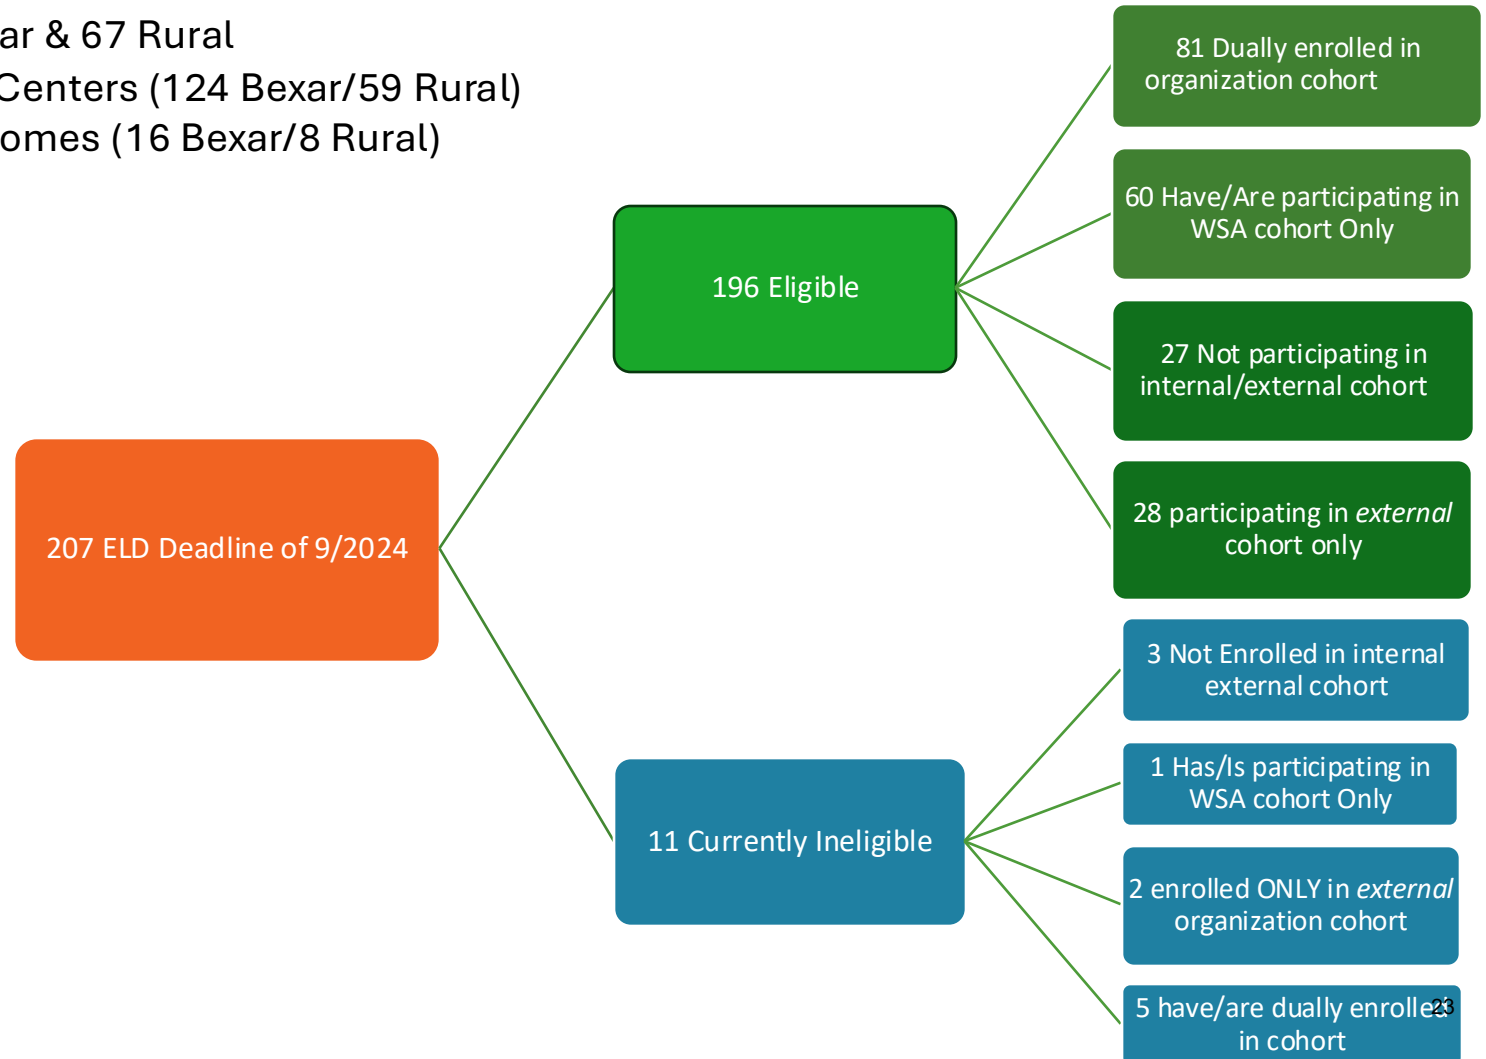 ar & 67 Rural
Centers (124 Bexar/59 Rural)
omes (16 Bexar/8 Rural)
81 Dually enrolled in
organization cohort
60 Have/Are participating in
WSA cohort Only
196 Eligible
27 Not participating in
internal/external cohort
28 participating in external
cohort only
207 ELD Deadline of 9/2024
3 Not Enrolled in internal
external cohort
1 Has/Is participating in
WSA cohort Only
11 Currently Ineligible
2 enrolled ONLY in external
organization cohort
5 have/are dually enrolled
in cohort
23